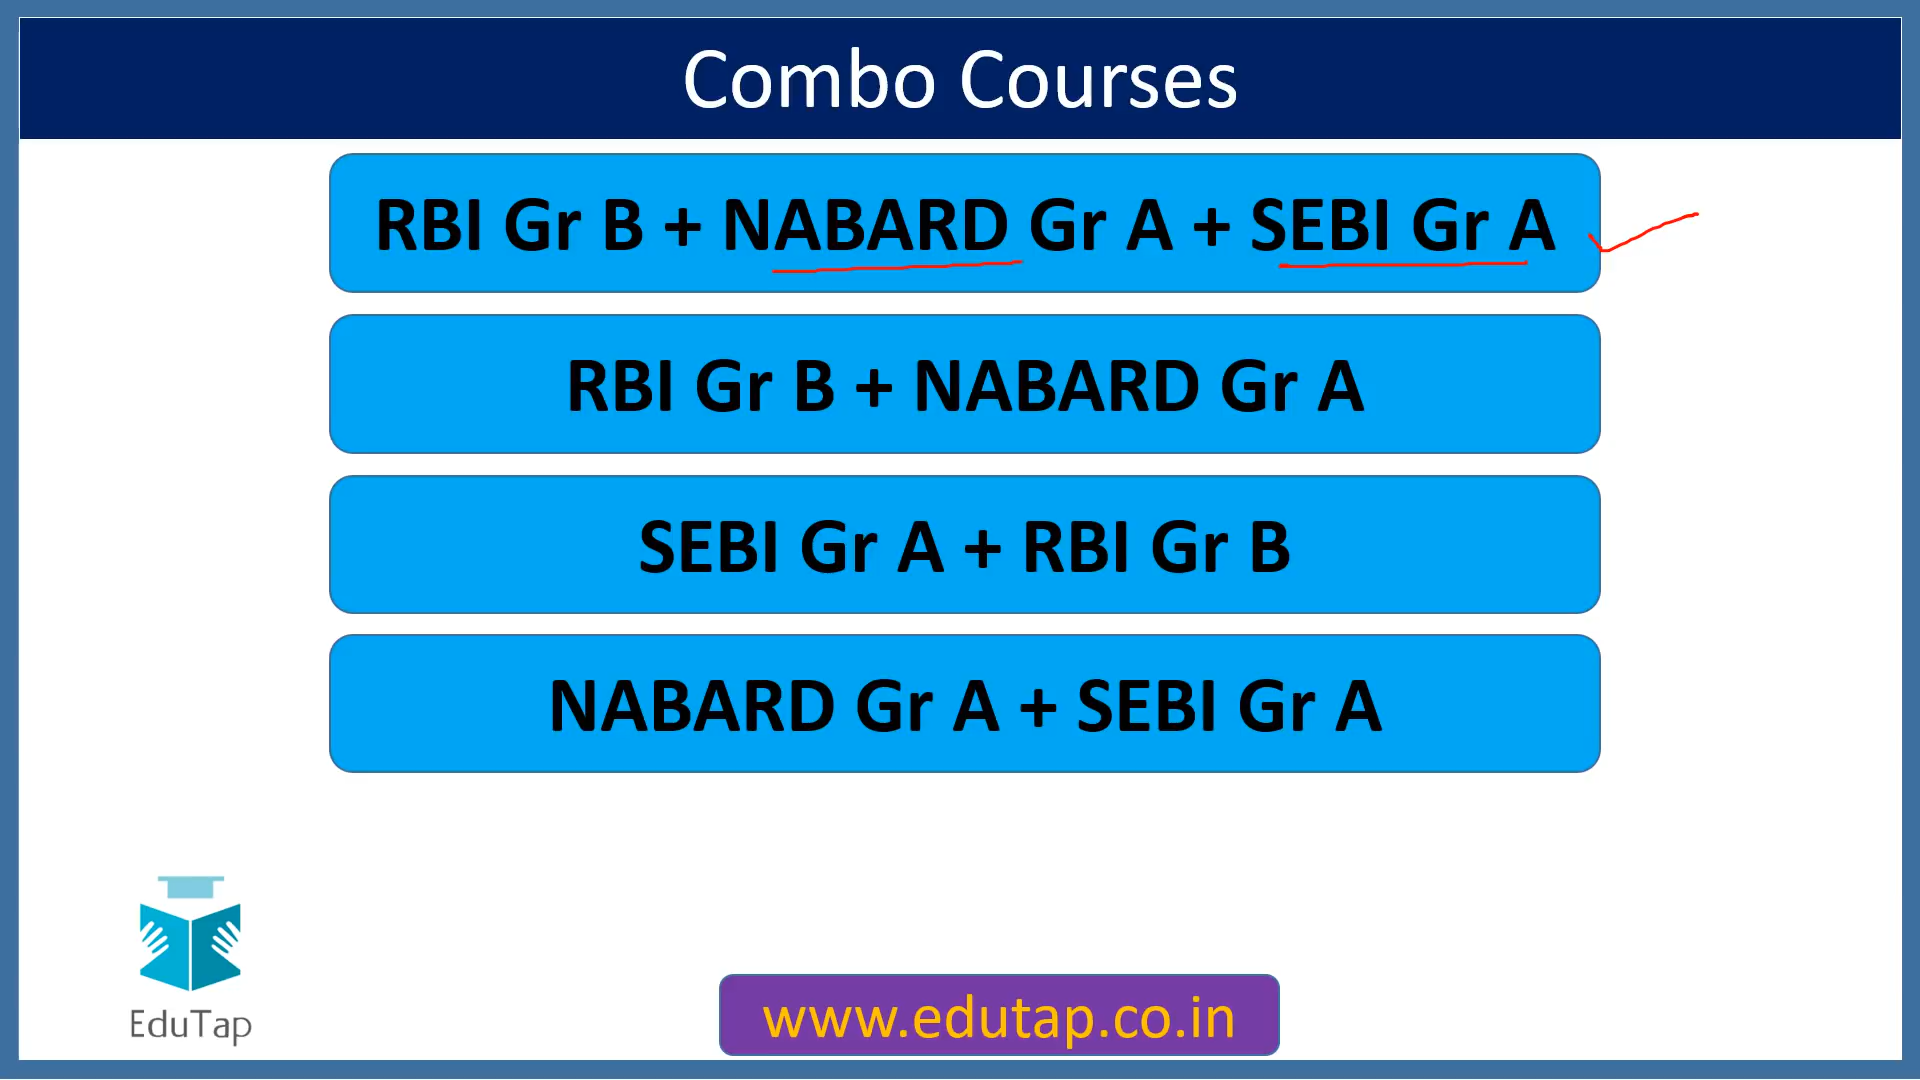 Combo Courses
RBI Gr B + NABARD Gr A + SEBI Gr A
RBI Gr B + NABARD Gr A
SEBI Gr A + RBI Gr B
NABARD Gr A + SEBI Gr A
EduTap
www.edutap.co.in